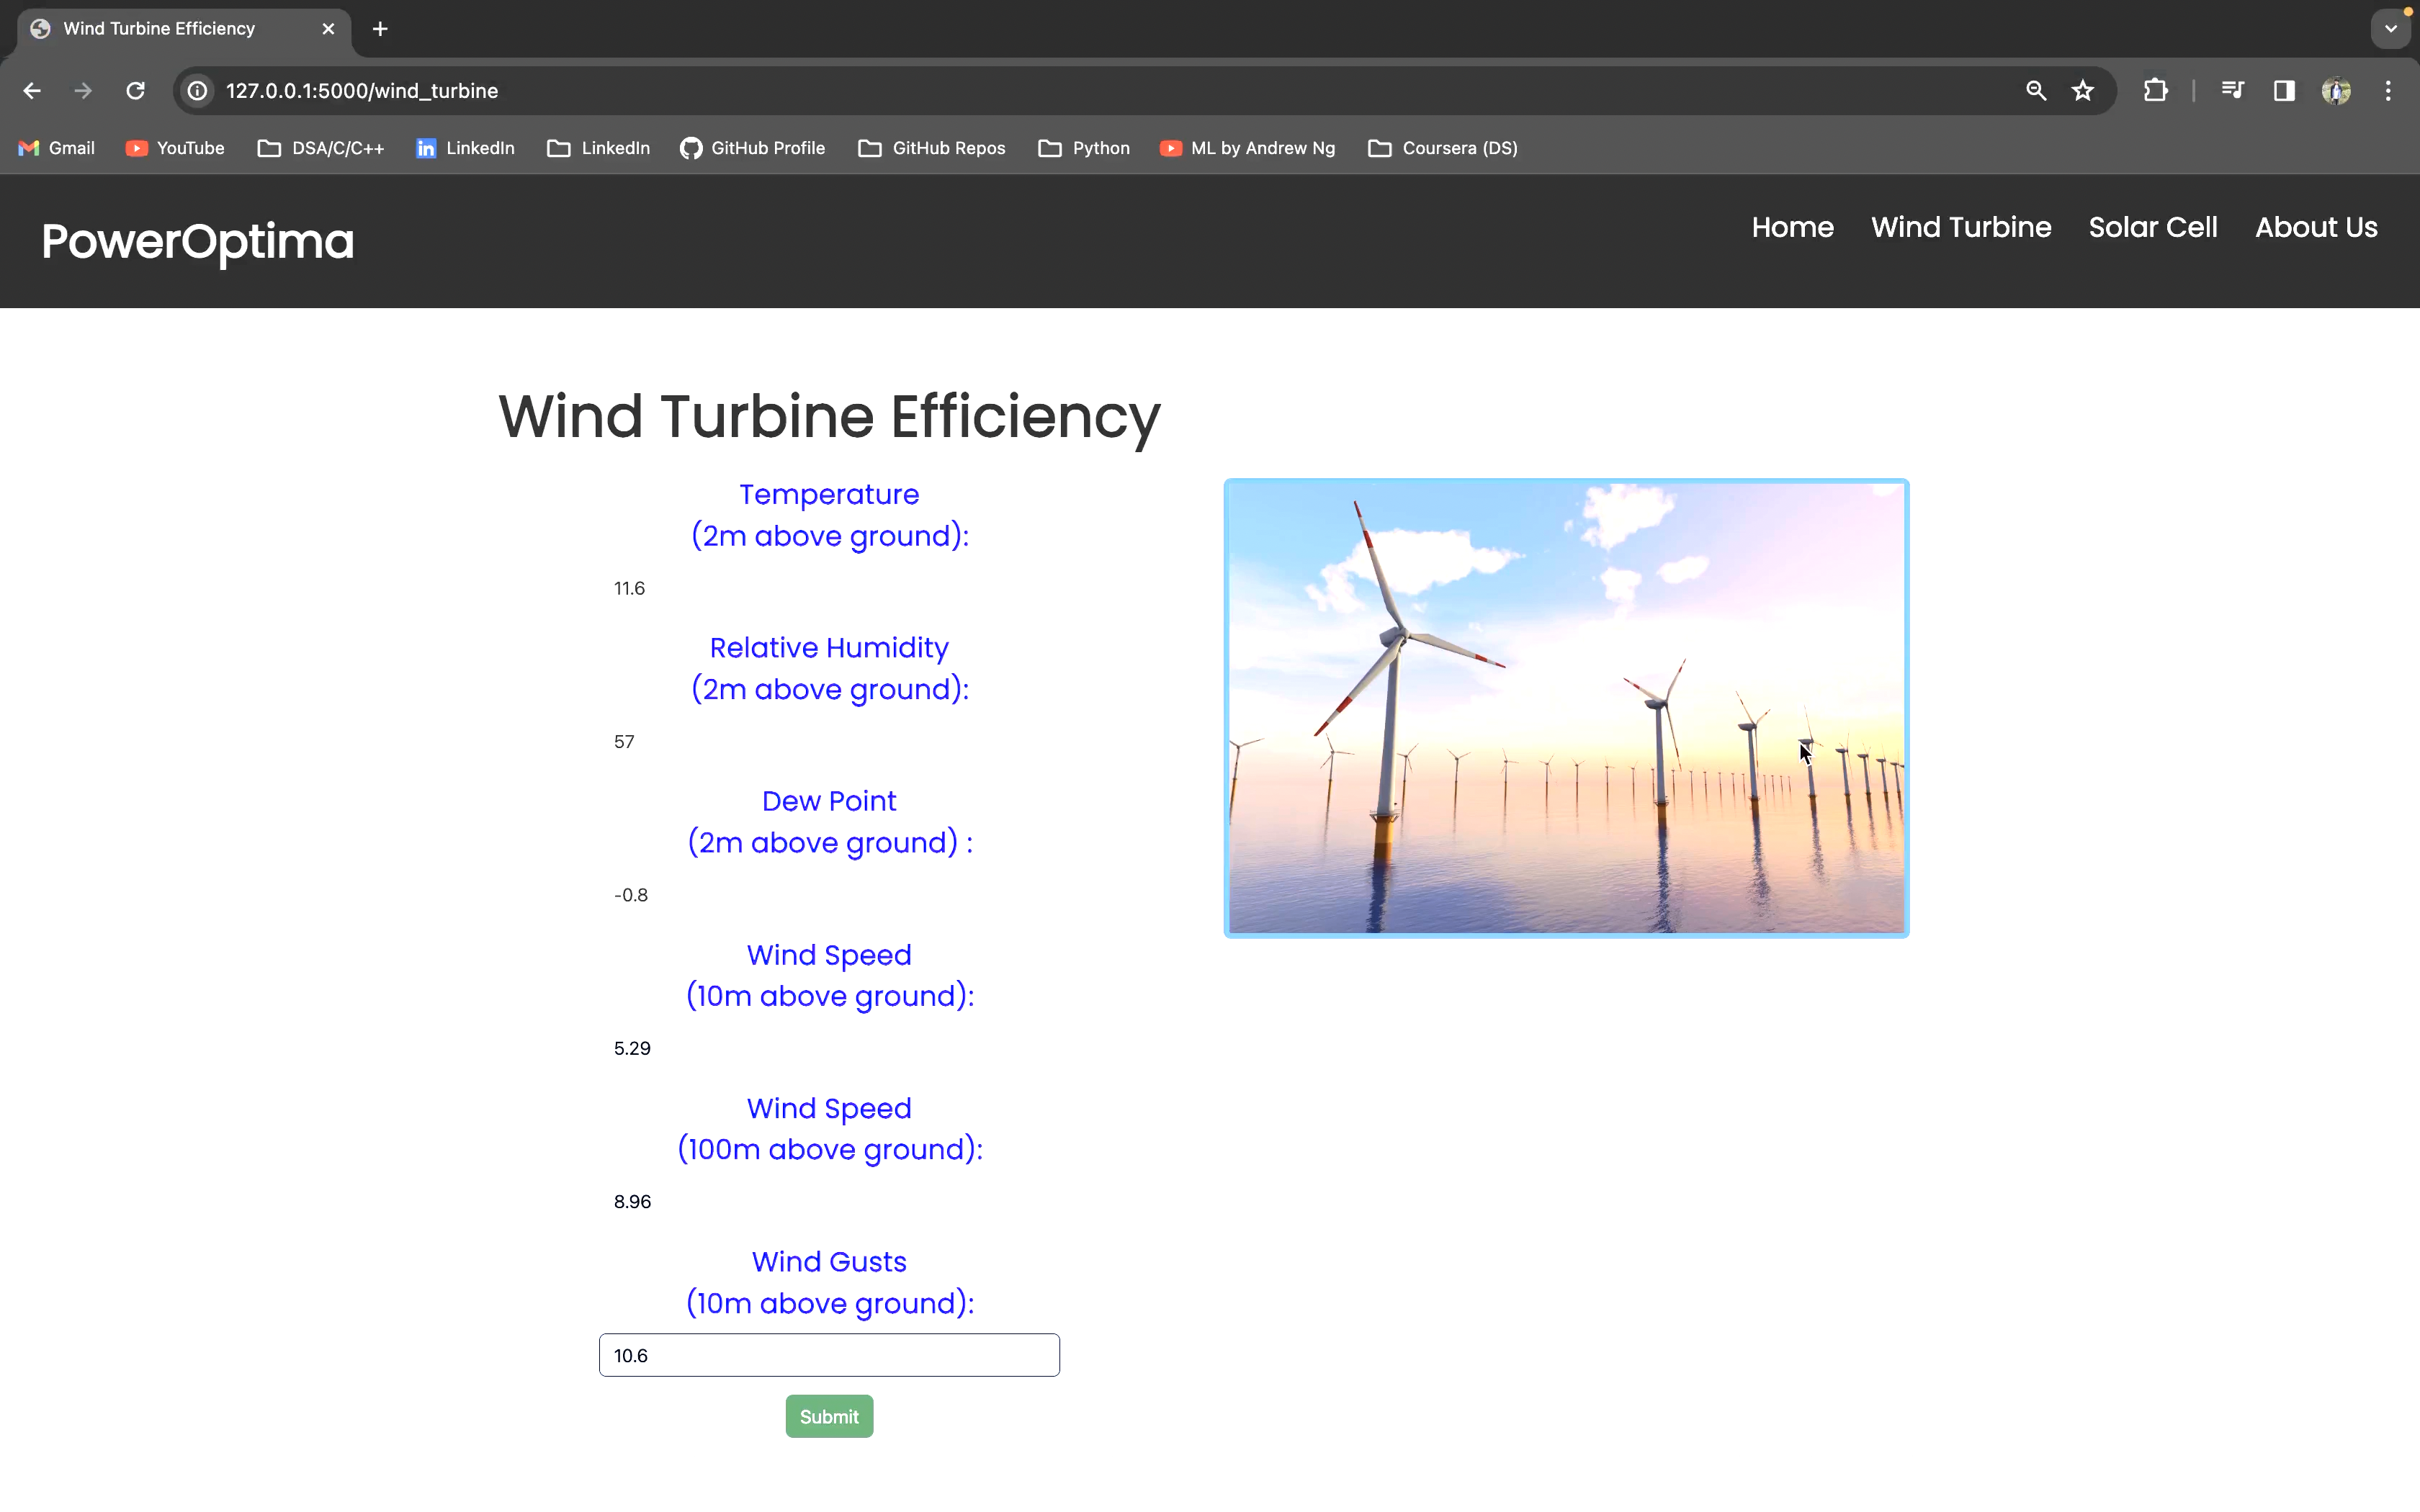 Wind Turbine Efficiency
127.0.0.1:5000/wind_turbine
Gmail
YouTube
DSA/C/C++
LinkedIn
LinkedIn
GitHub Profile
GitHub Repos
Python
ML by Andrew Ng
Coursera (DS)
PowerOptima
Home
Wind Turbine
Solar Cell
About Us
Wind Turbine Efficiency
Temperature
(2m above ground):
11.6
Relative Humidity
(2m above ground):
57
Dew Point
(2m above ground) :
-0.8
Wind Speed
(10m above ground):
5.29
Wind Speed
(100m above ground):
8.96
Wind Gusts
(10m above ground):
10.6
Submit